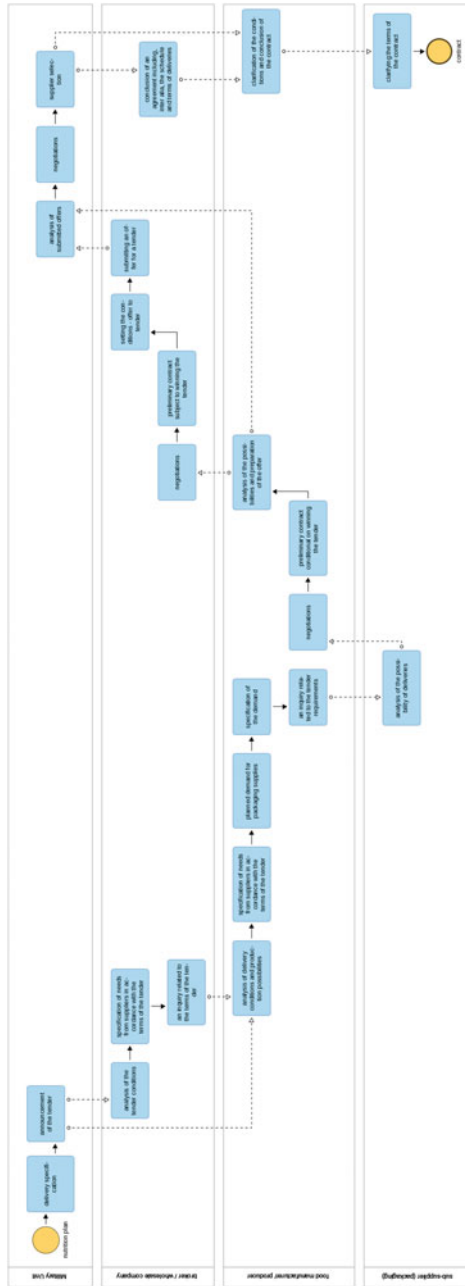 Military Unit
nutrition plan
delivery specifi-
cation
announcement
of the tender
analysis of
submitted offers
negotiations
supplier selec-
tion
broker / wholesale company
analysis of the
tender conditions
specification of needs
from suppliers in ac-
cordance with the
terms of the tender
an inquiry related to
the terms of the ten-
der
negotiations
preliminary contract
subject to winning the
tender
setting the con-
ditions - offer to
tender
submitting an of-
fer for a tender
conclusion of an
agreement including,
inter alia, the schedule
and terms of deliveries
food manufacturer/ producer
analysis of delivery
conditions and produc-
tion possibilities
specification of needs
from suppliers in ac-
cordance with the
terms of the tender
planned demand for
packaging supplies
specification of
the demand
an inquiry rela-
ted to the tender
requirements
negotiations
preliminary contract
conditional on winning
the tender
analysis of the possi-
bilities and preparation
of the offer
clarification of the condi-
tions and conclusion of
the contract
sub-supplier (packaging)
analysis of the possi-
bility of deliveries
clarifying the terms of
the contract
contract